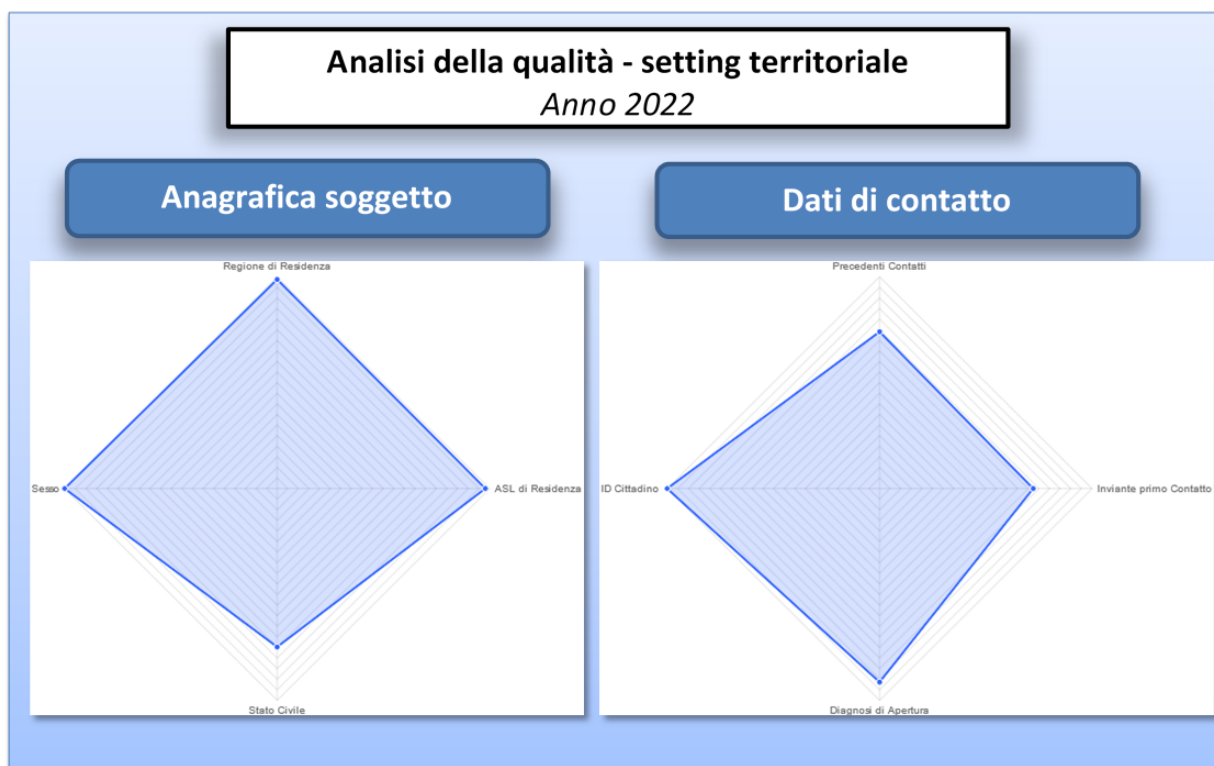 Analisi della qualità - setting territoriale
Anno 2022
Anagrafica soggetto
Dati di contatto
Regione di Residenza
Sesso
ASL di Residenza
Stato Civile
Precedenti Contatti
ID Cittadino
Inviante primo Contatto
Diagnosi di Apertura